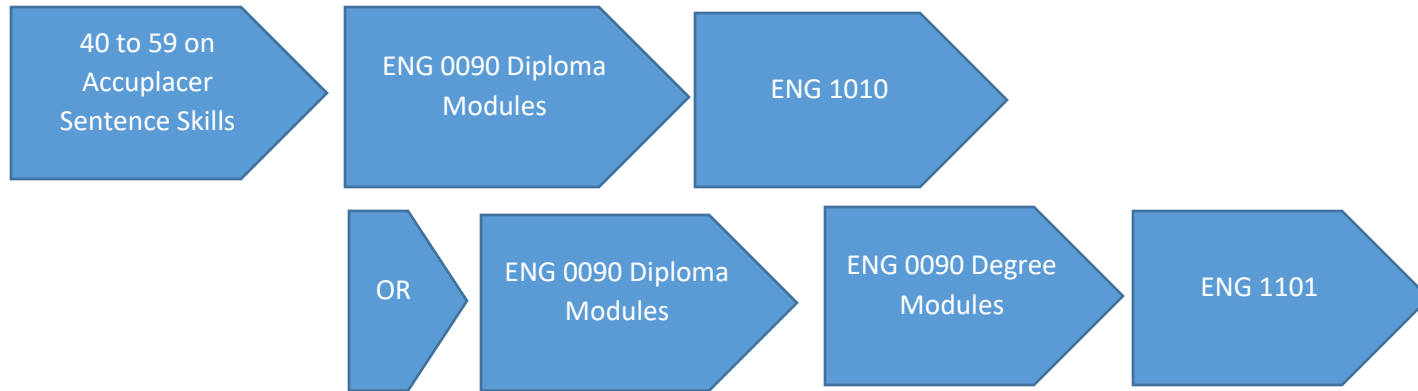 40 to 59 on
Accuplacer
Sentence Skills
ENG 0090 Diploma
Modules
ENG 1010
OR
ENG 0090 Diploma
Modules
ENG 0090 Degree
Modules
ENG 1101